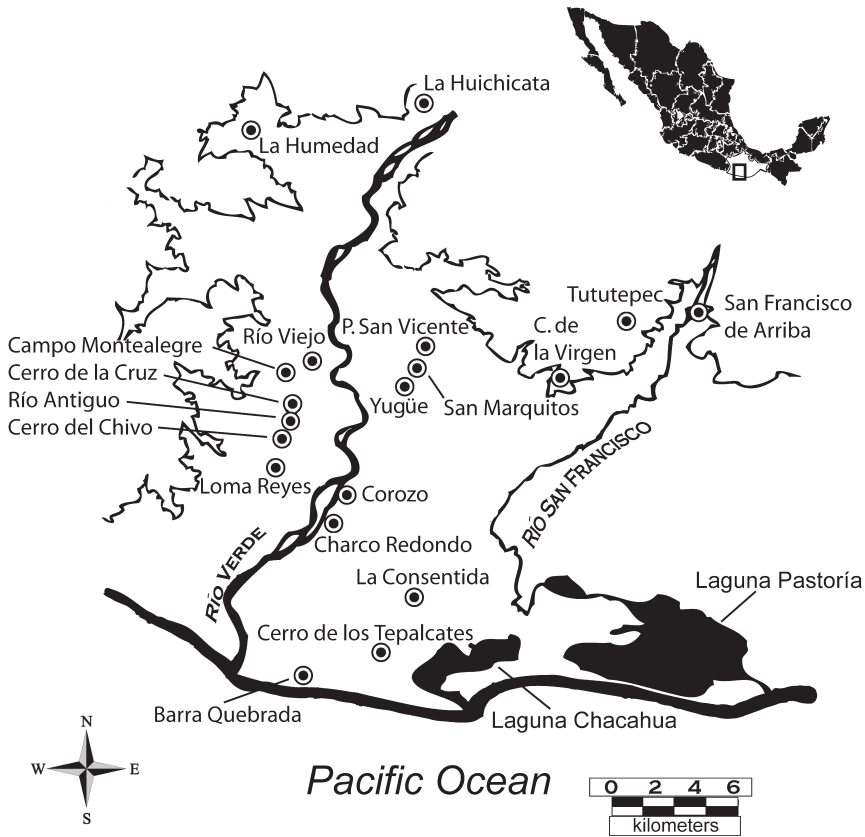 La Huichicata
La Humedad
Tututepec
San Francisco
de Arriba
Río Viejo
P. San Vicente
C. de
la Virgen
Campo Montealegre
Cerro de la Cruz
Río Antiguo
Cerro del Chivo
Yugüe
San Marquitos
Loma Reyes
Corozo
RÍO SAN FRANCISCO
Charco Redondo
RÍO VERDE
La Consentida
Laguna Pastoría
Cerro de los Tepalcates
Barra Quebrada
Laguna Chacahua
N
W
E
S
Pacific Ocean
0 2 4 6
kilometers